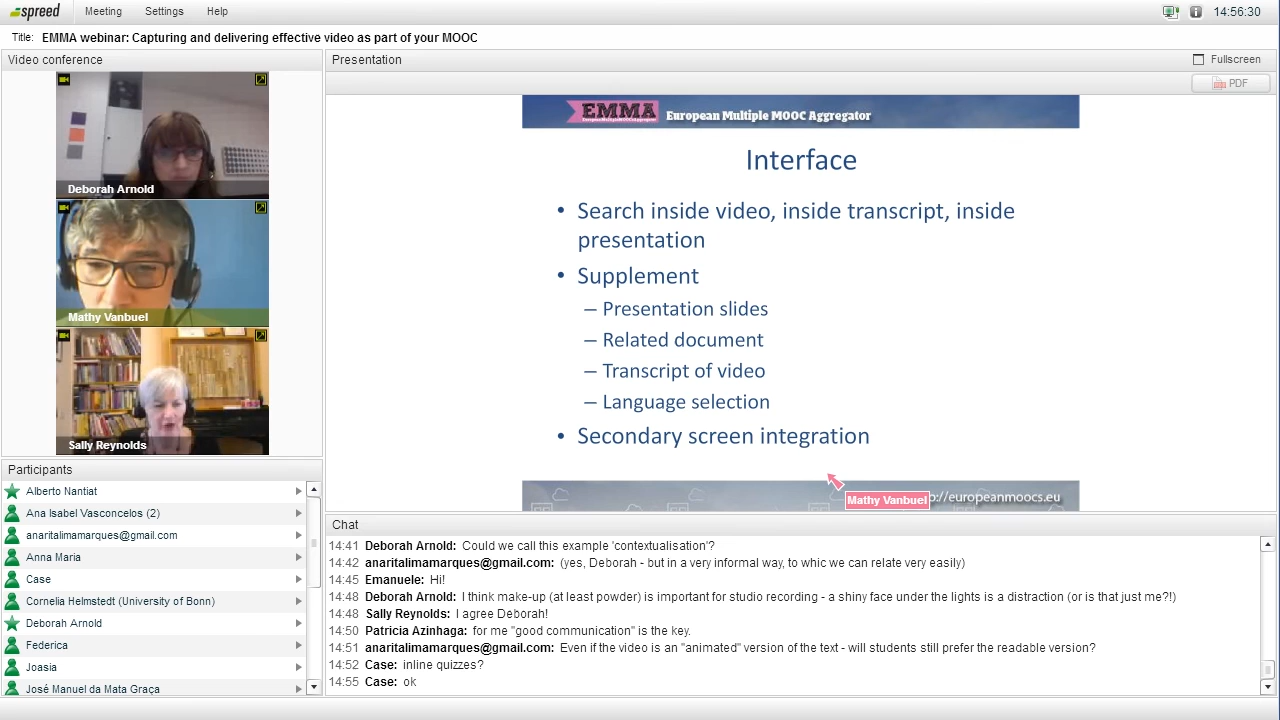 spreed Meeting Settings Help 14:56:30
Title: EMMA webinar: Capturing and delivering effective video as part of your MOOC
Video conference
Deborah Arnold
Mathy Vanbuel
Sally Reynolds
Participants
Alberto Nantiat
Ana Isabel Vasconcelos (2)
anaritalimamarques@gmail.com
Anna Maria
Case
Cornelia Helmstedt (University of Bonn)
Deborah Arnold
Federica
Joasia
José Manuel da Mata Graça
Presentation Fullscreen
PDF
EMMA European Multiple MOOC Aggregator
Interface
• Search inside video, inside transcript, inside
presentation
• Supplement
– Presentation slides
– Related document
– Transcript of video
– Language selection
• Secondary screen integration
Mathy Vanbuel p://europeanmoocs.eu
Chat
14:41 Deborah Arnold: Could we call this example 'contextualisation'?
14:42 anaritalimamarques@gmail.com: (yes, Deborah - but in a very informal way, to whic we can relate very easily)
14:45 Emanuele: Hi!
14:48 Deborah Arnold: I think make-up (at least powder) is important for studio recording - a shiny face under the lights is a distraction (or is that just me?!)
14:48 Sally Reynolds: I agree Deborah!
14:50 Patricia Azinhaga: for me "good communication" is the key.
14:51 anaritalimamarques@gmail.com: Even if the video is an "animated" version of the text - will students still prefer the readable version?
14:52 Case: inline quizzes?
14:55 Case: ok